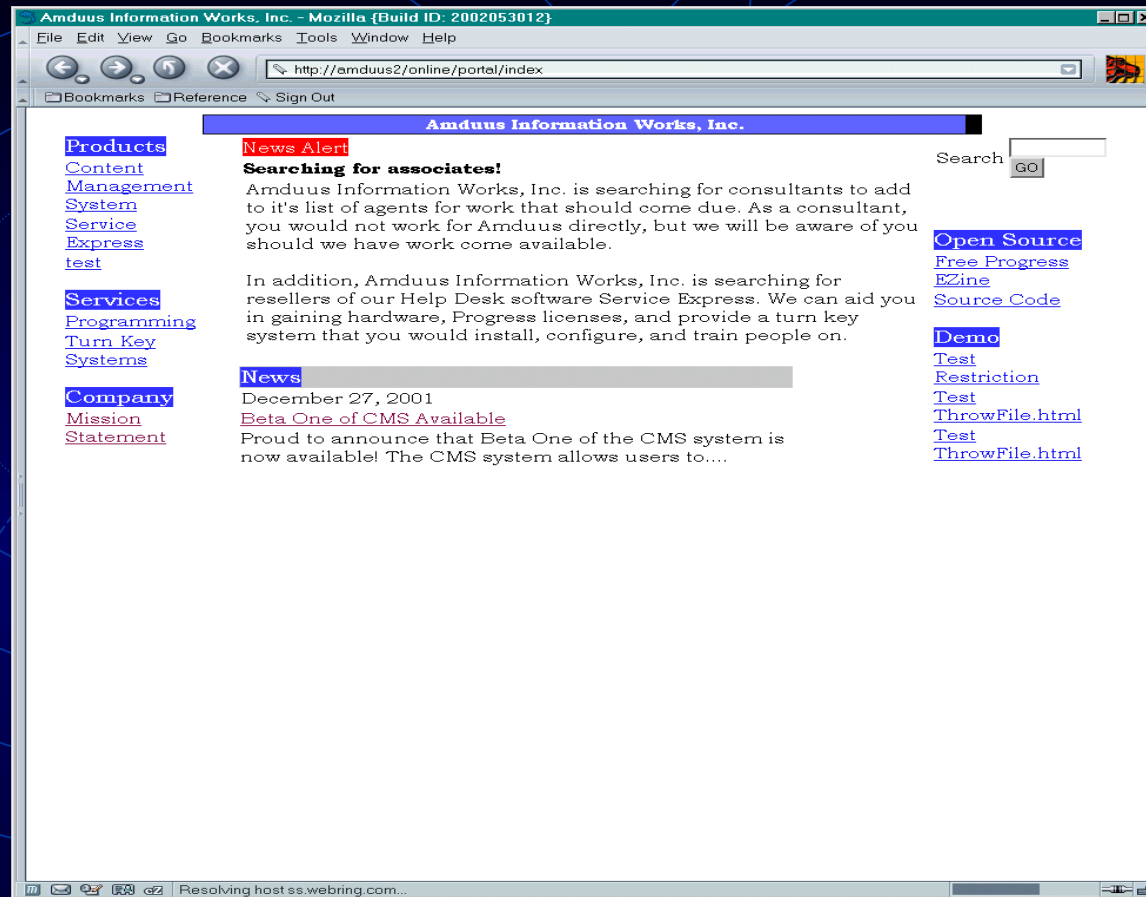 Amduus Information Works, Inc. - Mozilla {Build ID: 2002053012}
File Edit View Go Bookmarks Tools Window Help
http://amduus2/online/portal/index
Bookmarks Reference Sign Out
Amduus Information Works, Inc.
Products
Content
Management
System
Service
Express
test
Services
Programming
Turn Key
Systems
Company
Mission
Statement
News Alert
Searching for associates!
Amduus Information Works, Inc. is searching for consultants to add
to it's list of agents for work that should come due. As a consultant,
you would not work for Amduus directly, but we will be aware of you
should we have work come available.
In addition, Amduus Information Works, Inc. is searching for
resellers of our Help Desk software Service Express. We can aid you
in gaining hardware, Progress licenses, and provide a turn key
system that you would install, configure, and train people on.
News
December 27, 2001
Beta One of CMS Available
Proud to announce that Beta One of the CMS system is
now available! The CMS system allows users to....
Search
GO
Open Source
Free Progress
EZine
Source Code
Demo
Test
Restriction
Test
ThrowFile.html
Test
ThrowFile.html
Resolving host ss.webring.com...